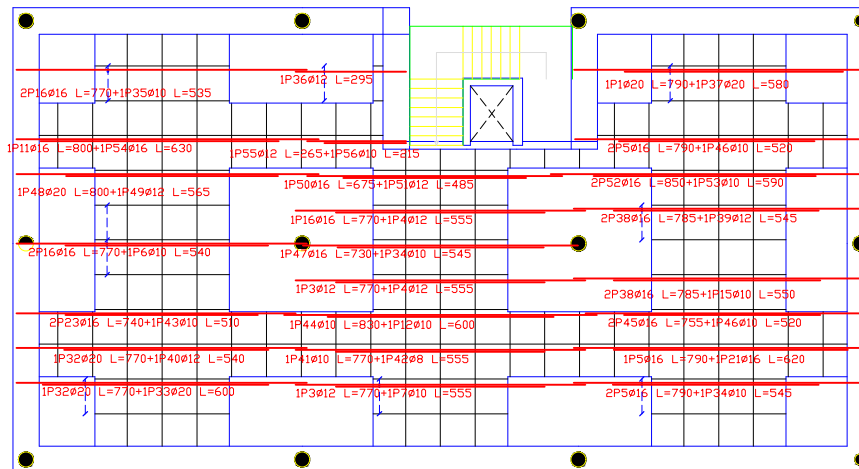 1P36Ø12 L=295
1P1Ø20 L=790+1P37Ø20 L=580
2P16Ø16 L=770+1P35Ø10 L=535
1P11Ø16 L=800+1P54Ø16 L=630
1P55Ø12 L=265+1P56Ø10 L=215
2P5Ø16 L=790+1P46Ø10 L=520
1P48Ø20 L=800+1P49Ø12 L=565
1P50Ø16 L=675+1P51Ø12 L=485
2P52Ø16 L=850+1P53Ø10 L=590
1P16Ø16 L=770+1P4Ø12 L=555
2P38Ø16 L=785+1P39Ø12 L=545
2P16Ø16 L=770+1P6Ø10 L=540
1P47Ø16 L=730+1P34Ø10 L=545
1P3Ø12 L=770+1P4Ø12 L=555
2P38Ø16 L=785+1P15Ø10 L=550
2P23Ø16 L=740+1P43Ø10 L=510
1P44Ø10 L=830+1P12Ø10 L=600
2P45Ø16 L=755+1P46Ø10 L=520
1P32Ø20 L=770+1P40Ø12 L=540
1P41Ø10 L=770+1P42Ø8 L=555
1P5Ø16 L=790+1P21Ø16 L=620
1P32Ø20 L=770+1P33Ø20 L=600
1P3Ø12 L=770+1P7Ø10 L=555
2P5Ø16 L=790+1P34Ø10 L=545